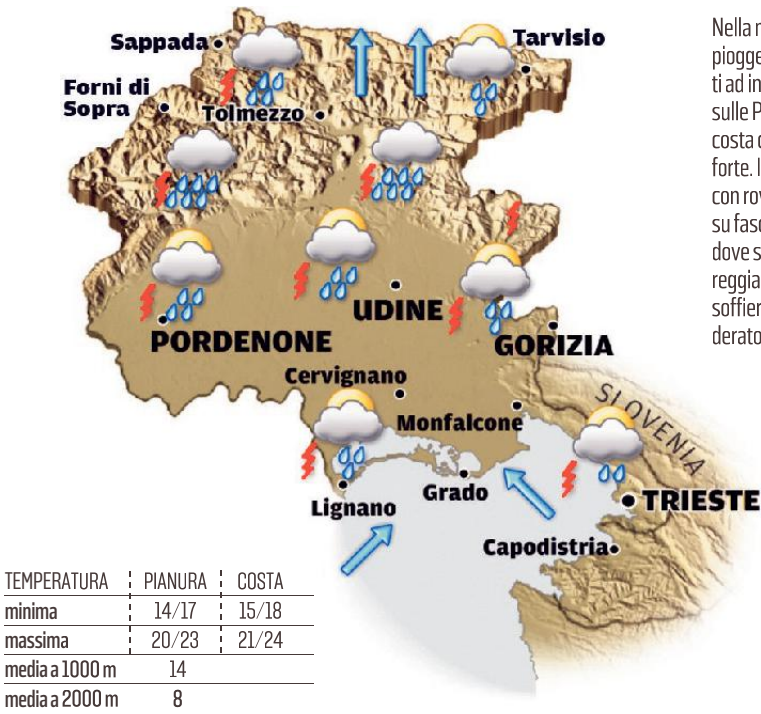 Sappada
Tarvisio
Forni di
Sopra
Tolmezzo
UDINE
PORDENONE
GORIZIA
Cervignano
Monfalcone
SLOVENIA
Lignano
Grado
TRIESTE
Capodistria
Nella
piogge
ti ad in
sulle P
costa
forte. I
con rov
su fasc
dove s
reggia
soffier
derato
TEMPERATURA PIANURA COSTA
minima 14/17 15/18
massima 20/23 21/24
media a 1000 m 14
media a 2000 m 8